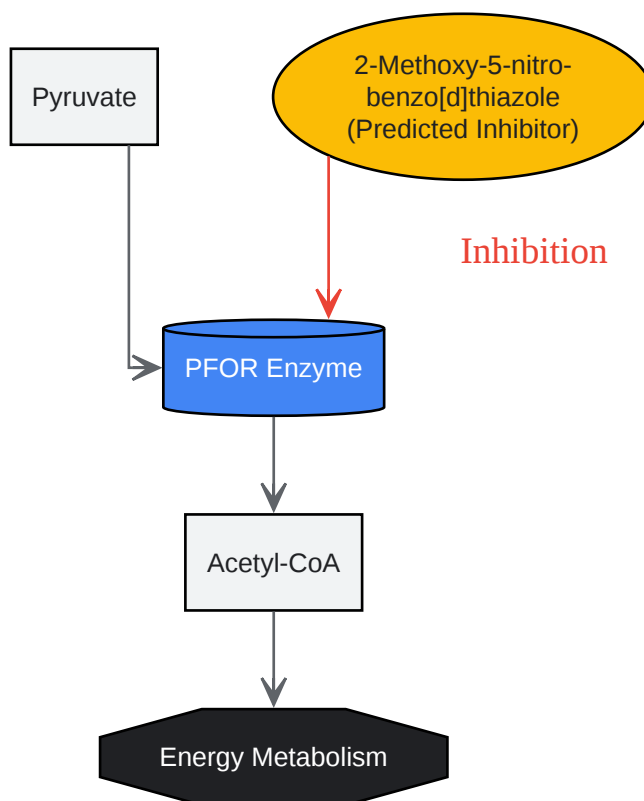 Pyruvate
2-Methoxy-5-nitro-
benzo[d]thiazole
(Predicted Inhibitor)
Inhibition
PFOR Enzyme
Acetyl-CoA
Energy Metabolism